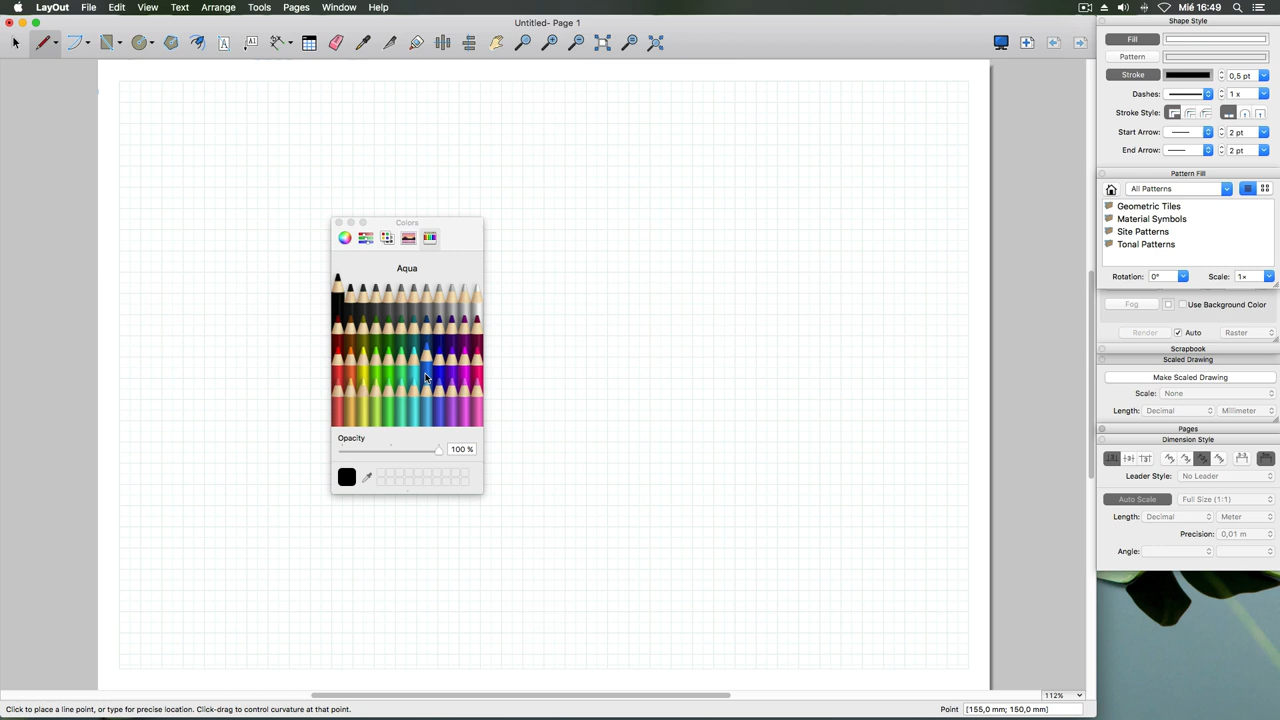 LayOut File Edit View Text Arrange Tools Pages Window Help Mié 16:49
Untitled- Page 1
Shape Style
Fill
Pattern
Stroke 0,5 pt
Dashes: 1 x
Stroke Style:
Start Arrow: 2 pt
End Arrow: 2 pt
Pattern Fill
All Patterns
Geometric Tiles
Material Symbols
Site Patterns
Tonal Patterns
Rotation: 0° Scale: 1×
Fog Use Background Color
Render Auto Raster
Scrapbook
Scaled Drawing
Make Scaled Drawing
Scale: None
Length: Decimal Millimeter
Pages
Dimension Style
Leader Style: No Leader
Auto Scale Full Size (1:1)
Length: Decimal Meter
Precision: 0,01 m
Angle:
Colors
Aqua
Opacity
100 %
112%
Click to place a line point, or type for precise location. Click-drag to control curvature at that point. Point [155,0 mm; 150,0 mm]